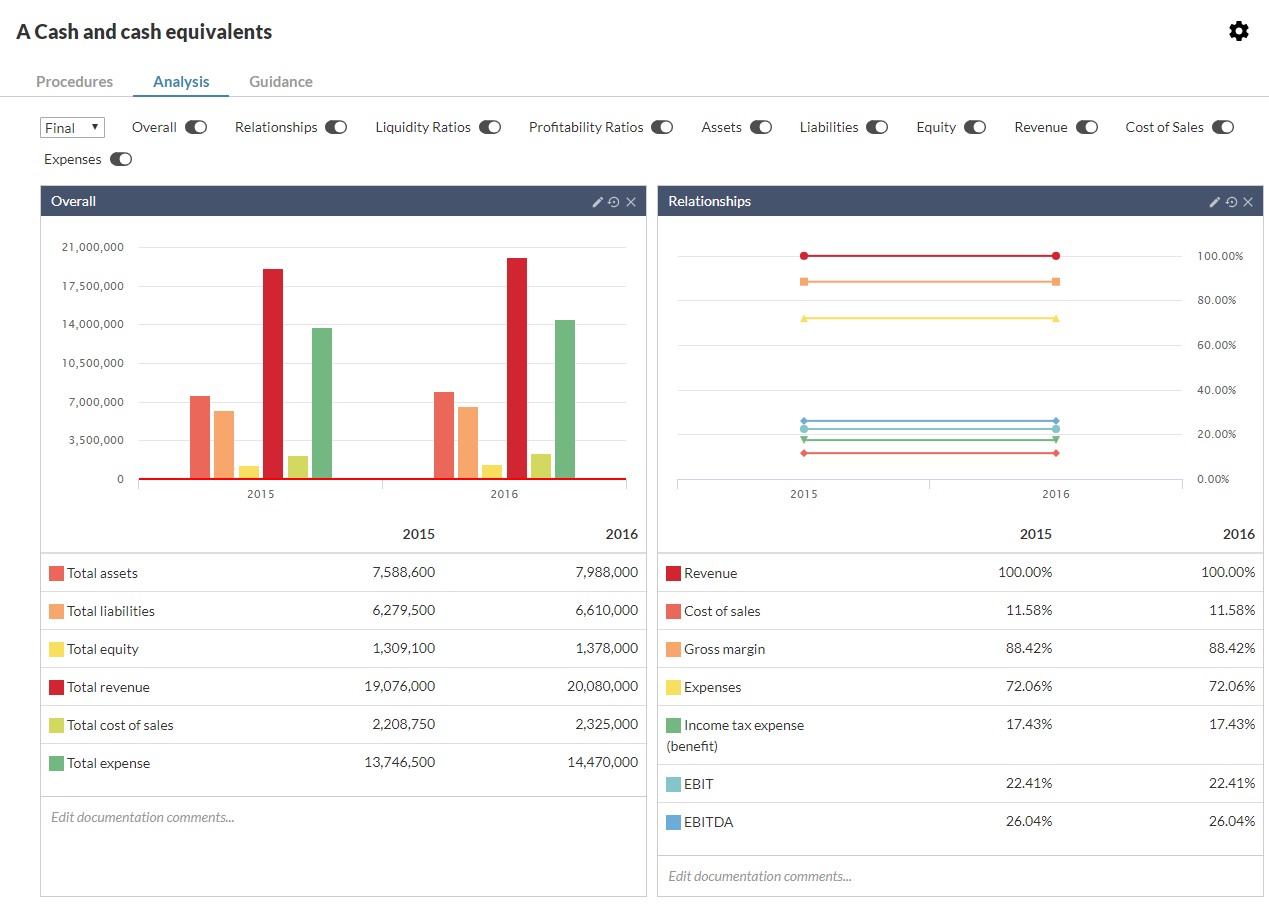 A Cash and cash equivalents
Procedures Analysis Guidance
Final Overall Relationships Liquidity Ratios Profitability Ratios Assets Liabilities Equity Revenue Cost of Sales
Expenses
Overall
21,000,000
17,500,000
14,000,000
10,500,000
7,000,000
3,500,000
0
2015 2016
2015 2016
Total assets 7,588,600 7,988,000
Total liabilities 6,279,500 6,610,000
Total equity 1,309,100 1,378,000
Total revenue 19,076,000 20,080,000
Total cost of sales 2,208,750 2,325,000
Total expense 13,746,500 14,470,000
Edit documentation comments...
Relationships
100.00%
80.00%
60.00%
40.00%
20.00%
0.00%
2015 2016
2015 2016
Revenue 100.00% 100.00%
Cost of sales 11.58% 11.58%
Gross margin 88.42% 88.42%
Expenses 72.06% 72.06%
Income tax expense 17.43% 17.43%
(benefit)
EBIT 22.41% 22.41%
EBITDA 26.04% 26.04%
Edit documentation comments...